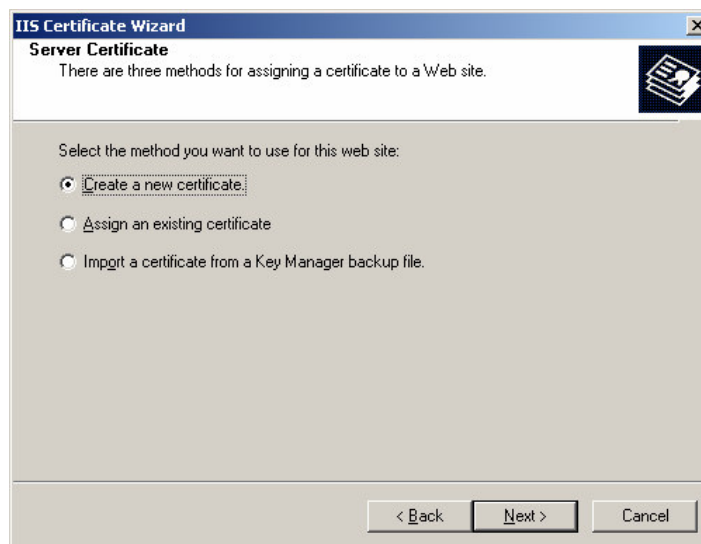 IIS Certificate Wizard
Server Certificate
There are three methods for assigning a certificate to a Web site.
Select the method you want to use for this web site:
Create a new certificate.
Assign an existing certificate
Import a certificate from a Key Manager backup file.
< Back
Next >
Cancel